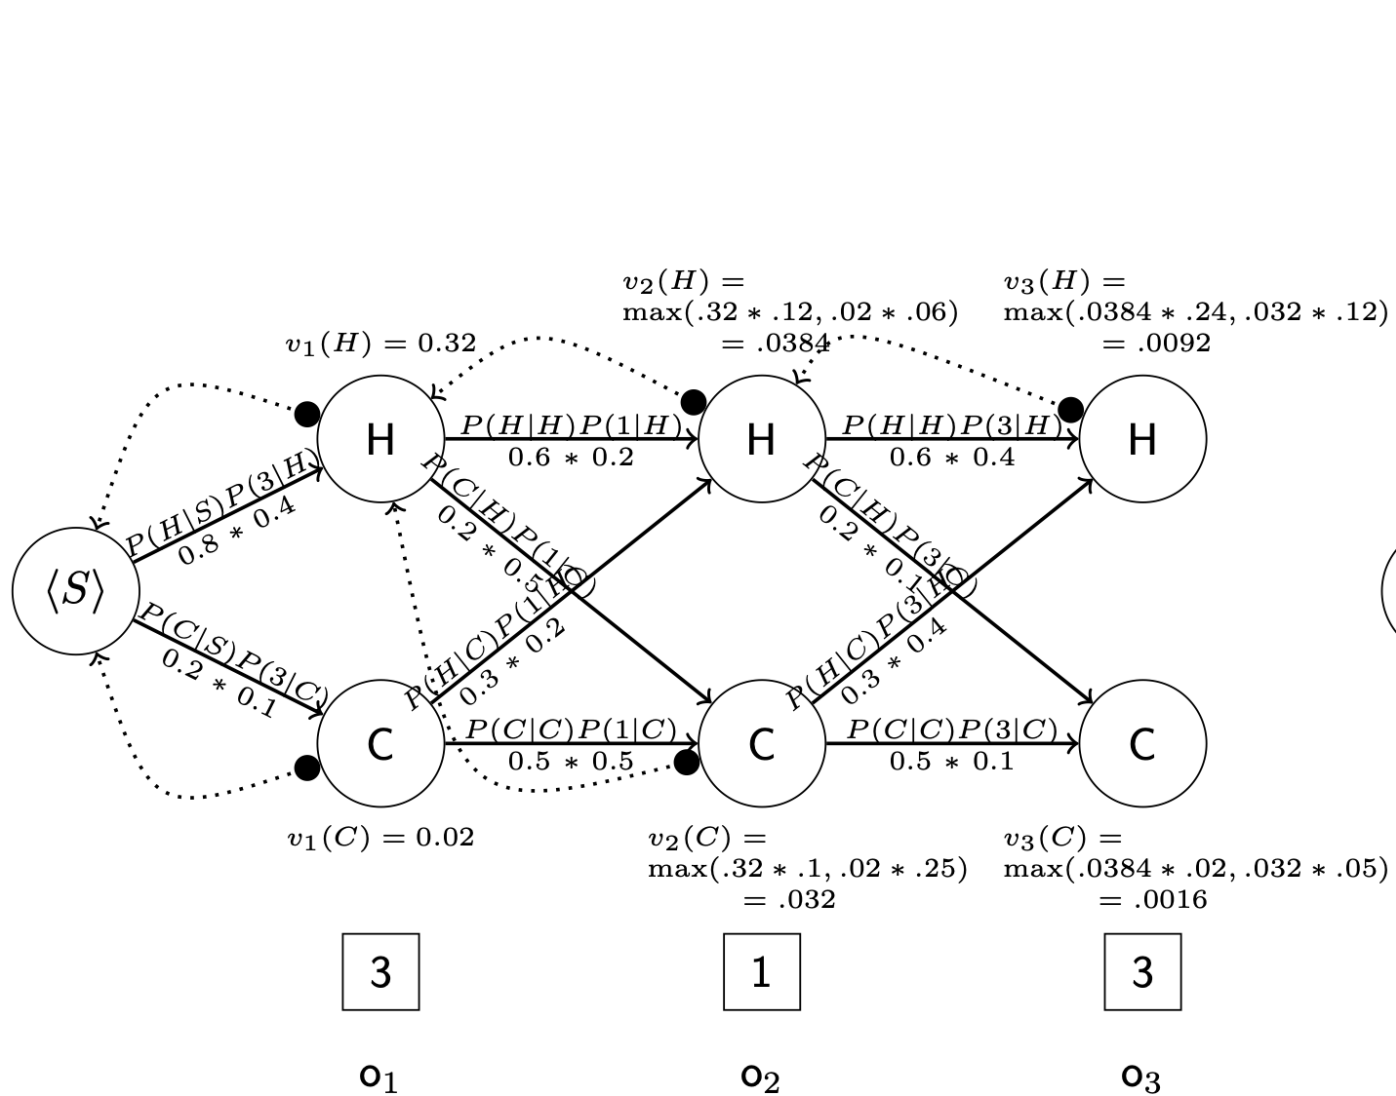 v₂(H) =
max(.32 * .12, .02 * .06)
= .0384
v₃(H) =
max(.0384 * .24, .032 * .12)
= .0092
v₁(H) = 0.32
H
P(H|H)P(1|H)
0.6 * 0.2
H
P(H|H)P(3|H)
0.6 * 0.4
H
P(H|S)P(3|H)
0.8 * 0.4
P(C|H)P(1|C)
0.2 * 0.5
P(C|H)P(3|C)
0.2 * 0.1
⟨S⟩
P(C|S)P(3|C)
0.2 * 0.1
P(H|C)P(1|H)
0.3 * 0.2
P(H|C)P(3|H)
0.3 * 0.4
C
P(C|C)P(1|C)
0.5 * 0.5
C
P(C|C)P(3|C)
0.5 * 0.1
C
v₁(C) = 0.02
v₂(C) =
max(.32 * .1, .02 * .25)
= .032
v₃(C) =
max(.0384 * .02, .032 * .05)
= .0016
3
1
3
o₁
o₂
o₃